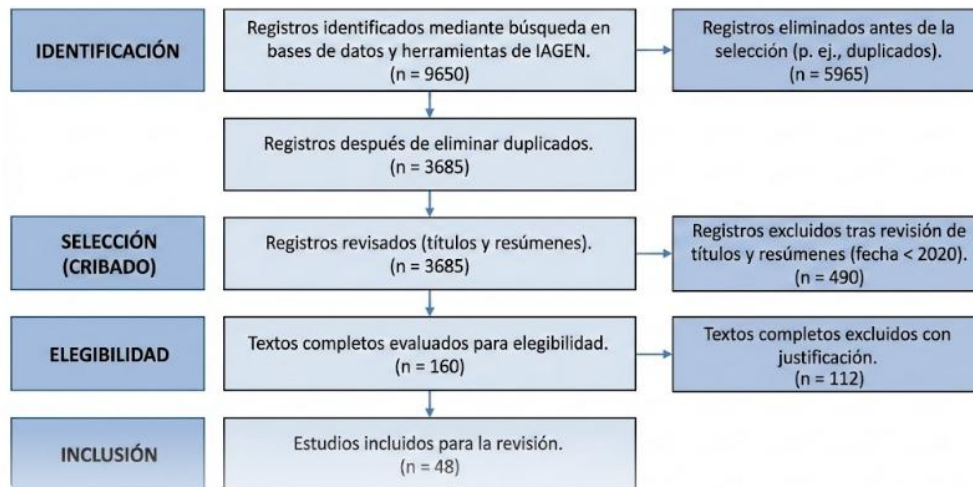 IDENTIFICACIÓN
Registros identificados mediante búsqueda en
bases de datos y herramientas de IAGEN.
(n = 9650)
Registros eliminados antes de la
selección (p. ej., duplicados).
(n = 5965)
Registros después de eliminar duplicados.
(n = 3685)
SELECCIÓN
(CRIBADO)
Registros revisados (títulos y resúmenes).
(n = 3685)
Registros excluidos tras revisión de
títulos y resúmenes (fecha < 2020).
(n = 490)
ELEGIBILIDAD
Textos completos evaluados para elegibilidad.
(n = 160)
Textos completos excluidos con
justificación.
(n = 112)
INCLUSIÓN
Estudios incluidos para la revisión.
(n = 48)